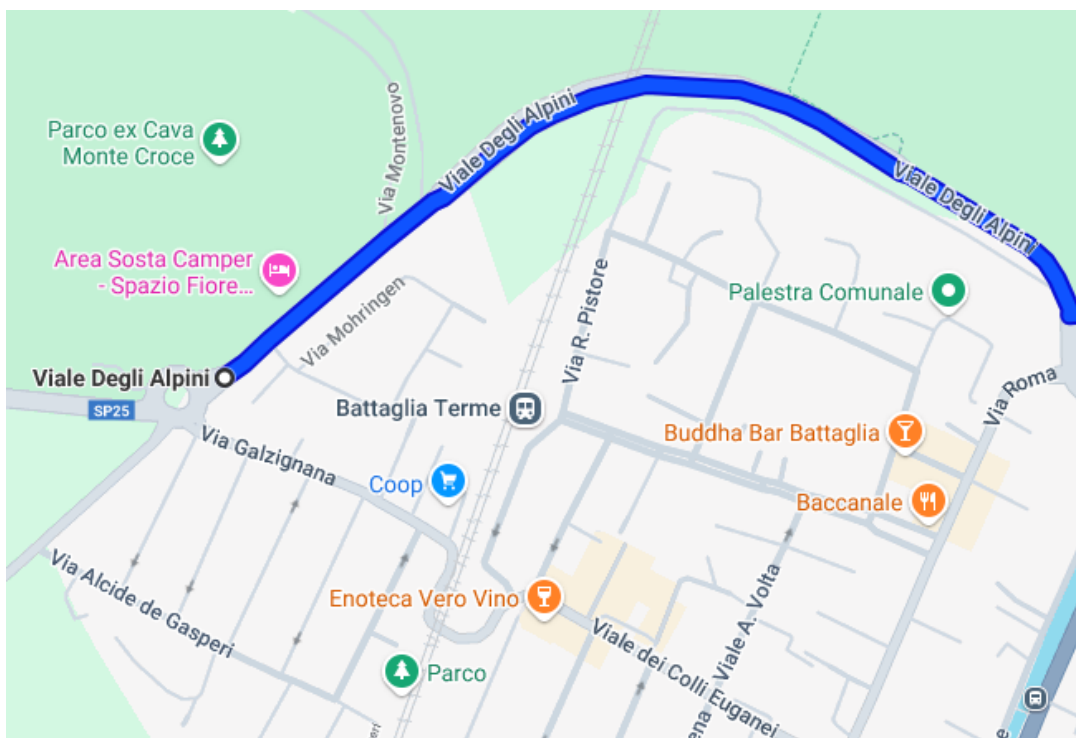 Viale Degli Alpini
Parco ex Cava
Monte Croce
Via Montenovo
Viale Degli Alpini
Area Sosta Camper
- Spazio Fiore...
Via Mohringen
Via R. Pistore
Palestra Comunale
Viale Degli Alpini
SP25
Battaglia Terme
Via Roma
Via Galzignana
Buddha Bar Battaglia
Coop
Baccanale
Via Alcide de Gasperi
Enoteca Vero Vino
Viale A. Volta
Viale dei Colli Euganei
Parco
ena
eri
e